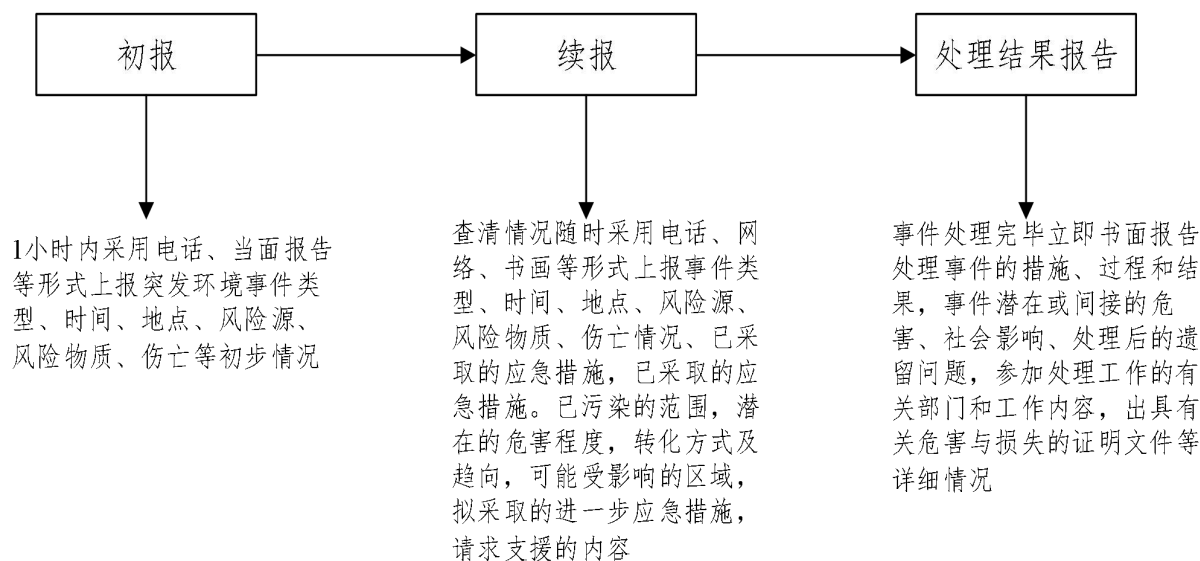 初报
续报
处理结果报告
1小时内采用电话、当面报告
等形式上报突发环境事件类
型、时间、地点、风险源、
风险物质、伤亡等初步情况
查清情况随时采用电话、网
络、书画等形式上报事件类
型、时间、地点、风险源、
风险物质、伤亡情况、已采
取的应急措施，已采取的应
急措施。已污染的范围，潜
在的危害程度，转化方式及
趋向，可能受影响的区域，
拟采取的进一步应急措施，
请求支援的内容
事件处理完毕立即书面报告
处理事件的措施、过程和结
果，事件潜在或间接的危
害、社会影响、处理后的遗
留问题，参加处理工作的有
关部门和工作内容，出具有
关危害与损失的证明文件等
详细情况